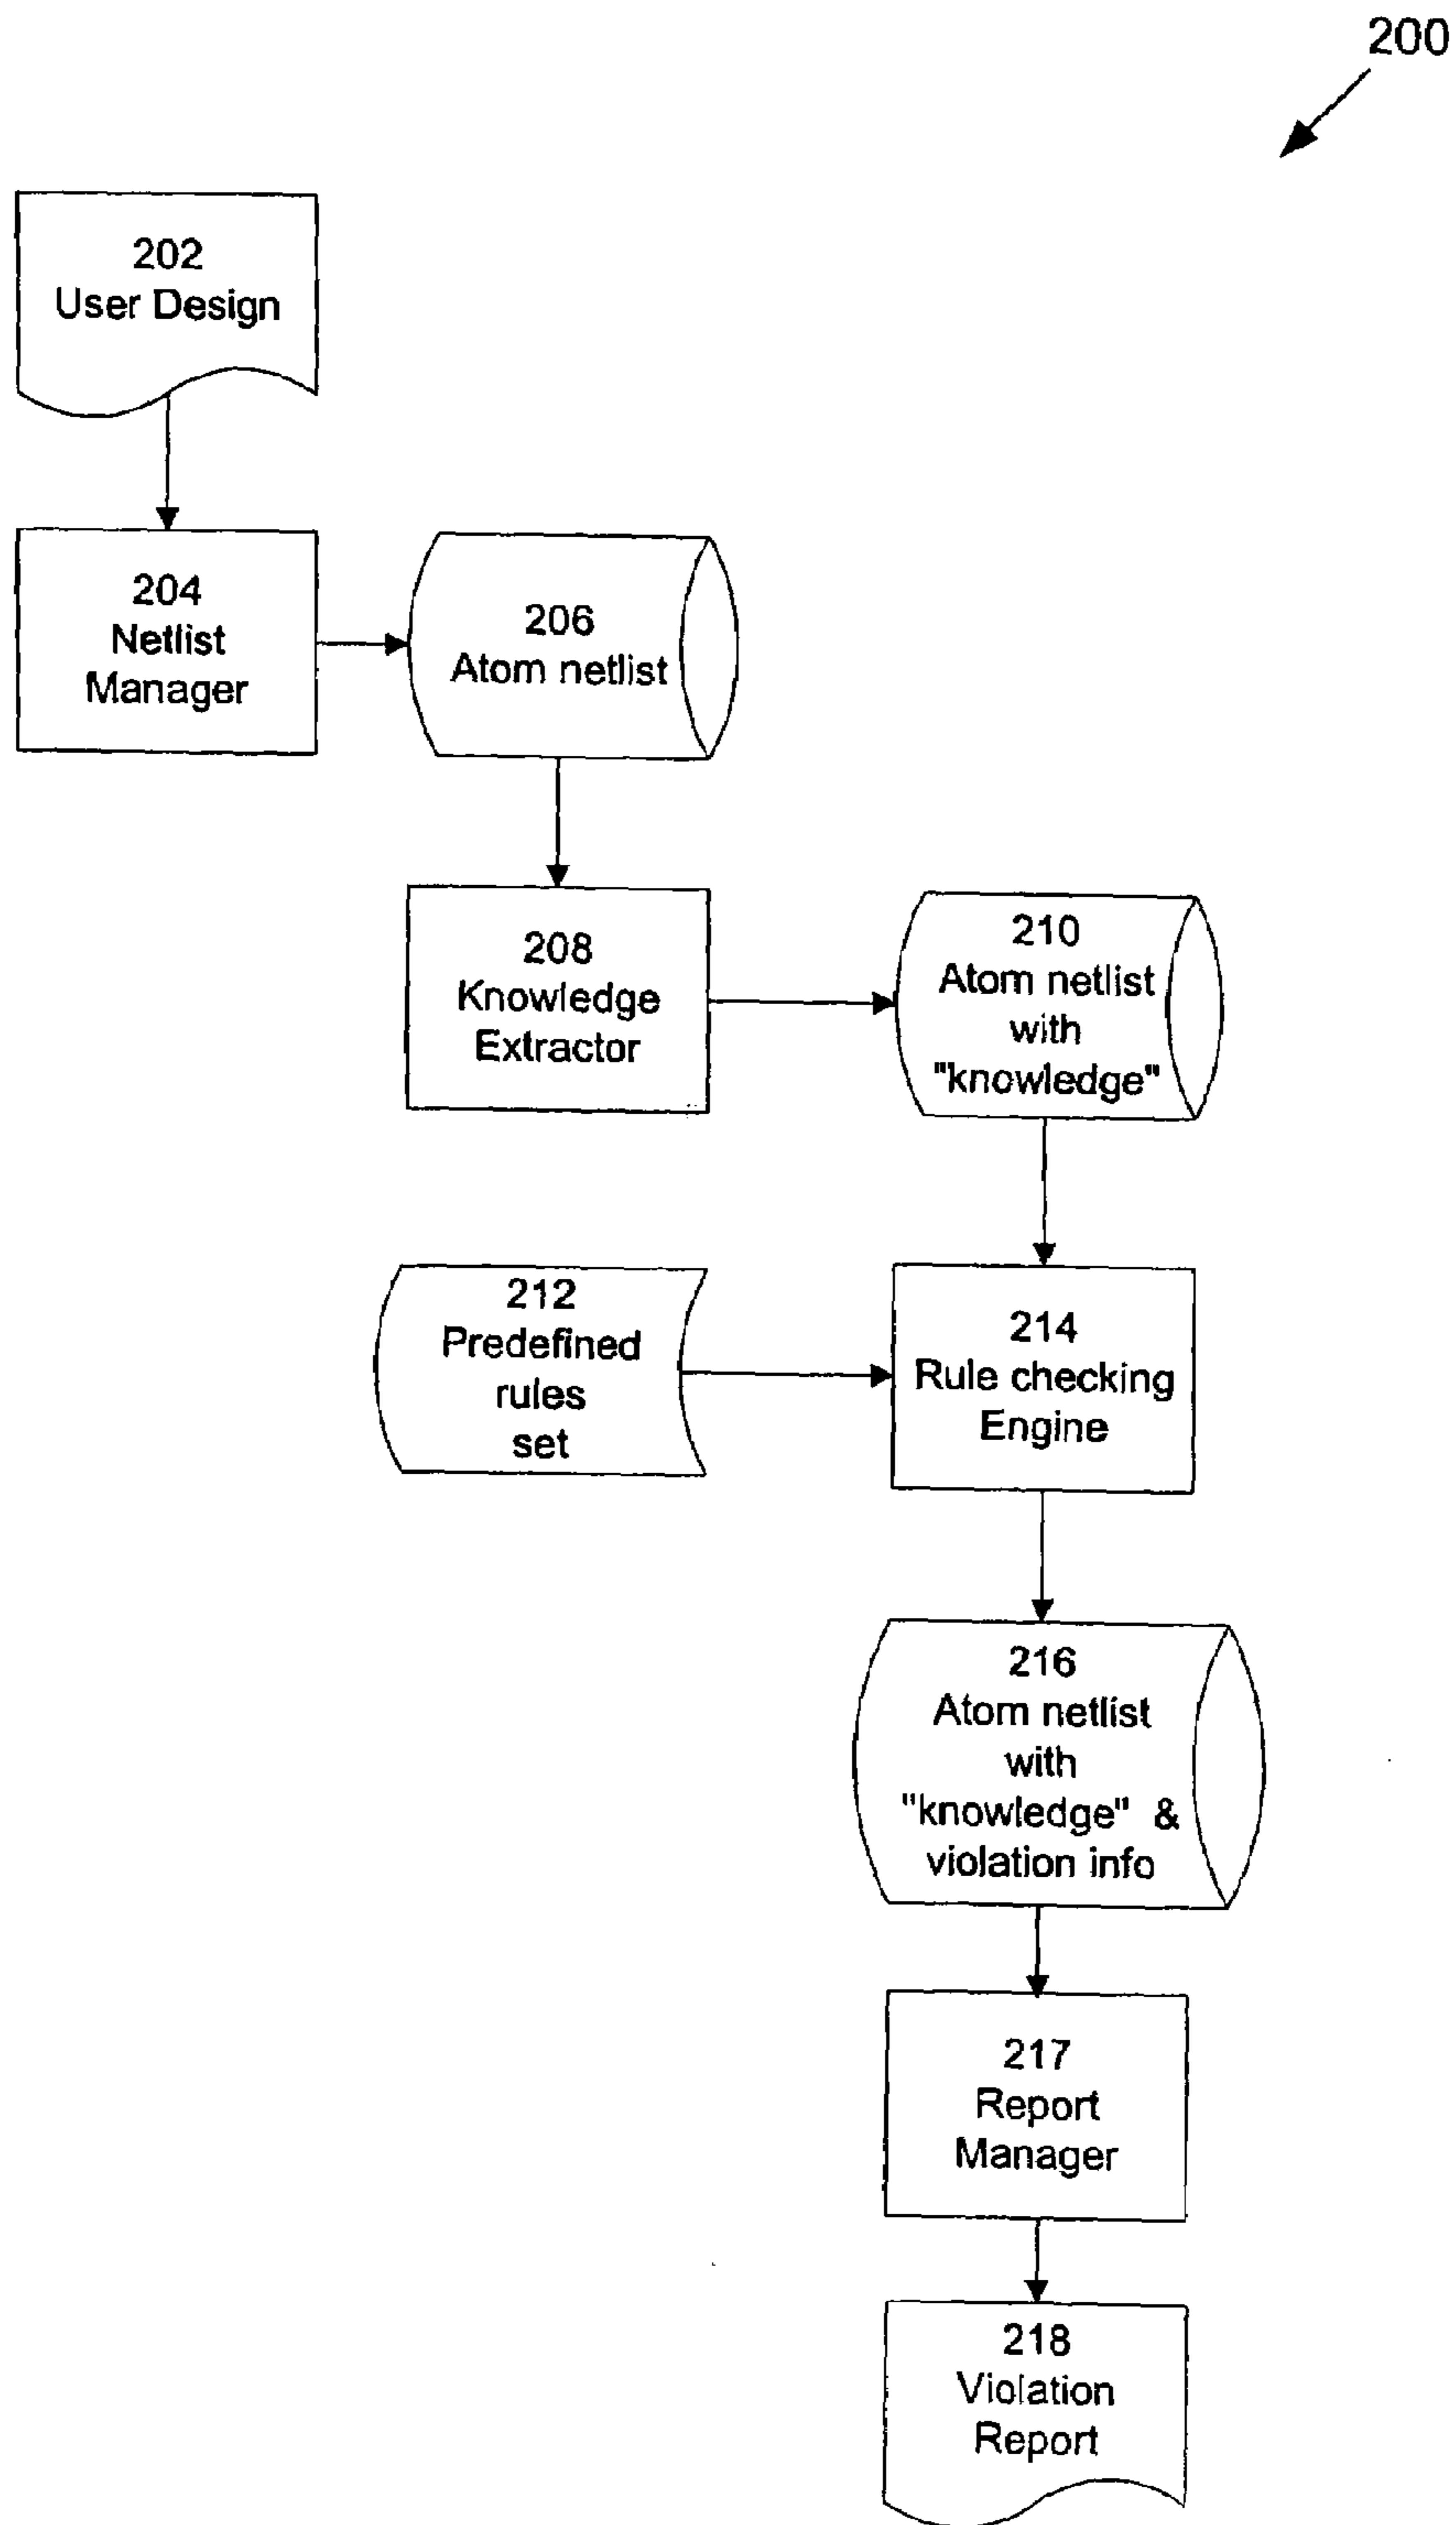 200
202
User Design
204
Netlist
Manager
206
Atom netlist
208
Knowledge
Extractor
210
Atom netlist
with
"knowledge"
212
Predefined
rules
set
214
Rule checking
Engine
216
Atom netlist
with
"knowledge" &
violation info
217
Report
Manager
218
Violation
Report